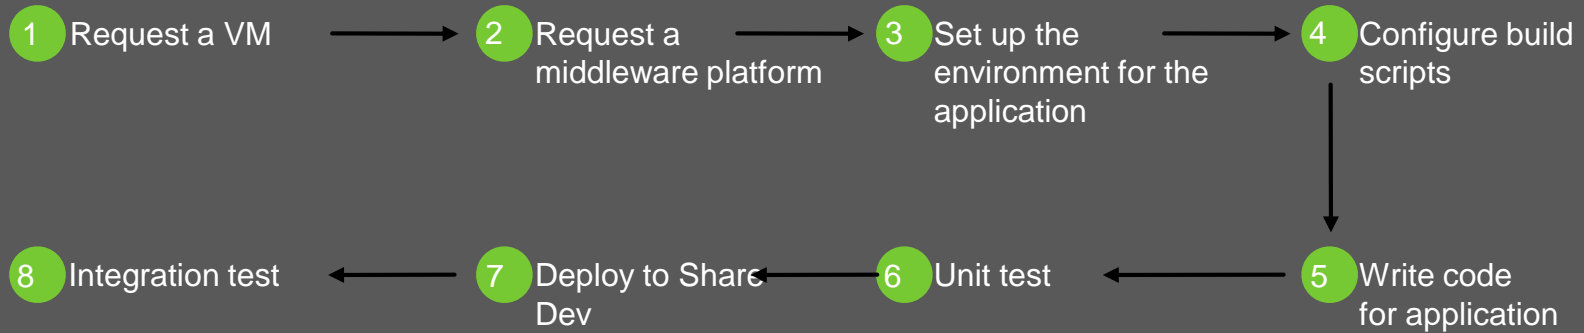 1 Request a VM
2 Request a
middleware platform
3 Set up the
environment for the
application
4 Configure build
scripts
5 Write code
for application
6 Unit test
7 Deploy to Share
Dev
8 Integration test